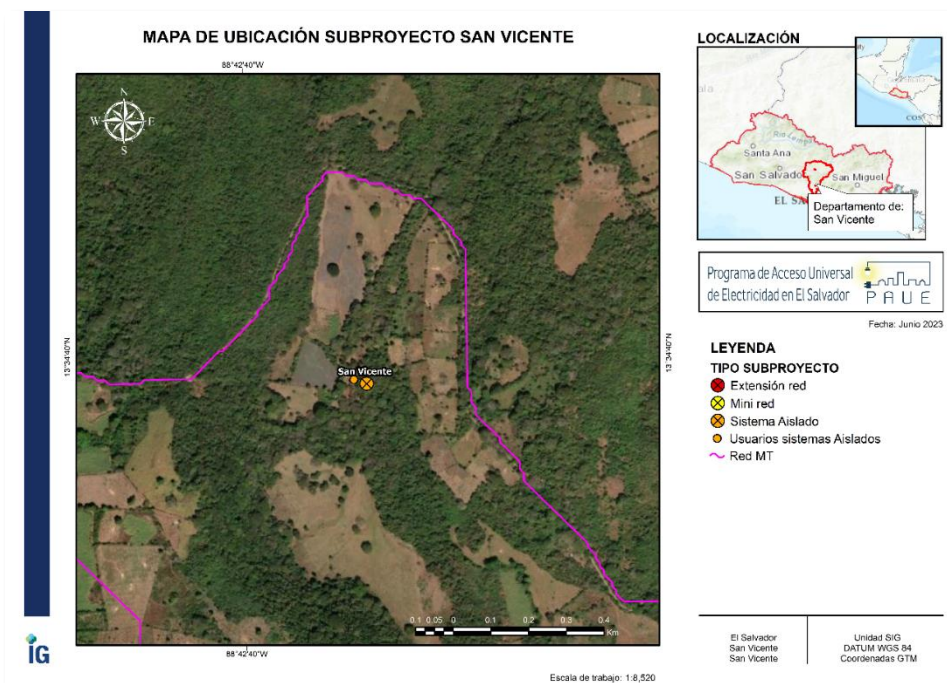 MAPA DE UBICACIÓN SUBPROYECTO SAN VICENTE
88°42'40"W
N
W
E
S
13°34'40"N
13°34'40"N
San Vicente
0.1 0.05 0
0.1
0.2
0.3
0.4
Km
88°42'40"W
Escala de trabajo: 1:8,520
iG
LOCALIZACIÓN
Santa Ana
San Salvado
San Miguel
EL SA
Departamento de:
San Vicente
COS
Programa de Acceso Universal
de Electricidad en El Salvador
PAUE
Fecha: Junio 2023
LEYENDA
TIPO SUBPROYECTO
Extensión red
Mini red
Sistema Aislado
Usuarios sistemas Aislados
Red MT
El Salvador
San Vicente
San Vicente
Unidad SIG
DATUM WGS 84
Coordenadas GTM